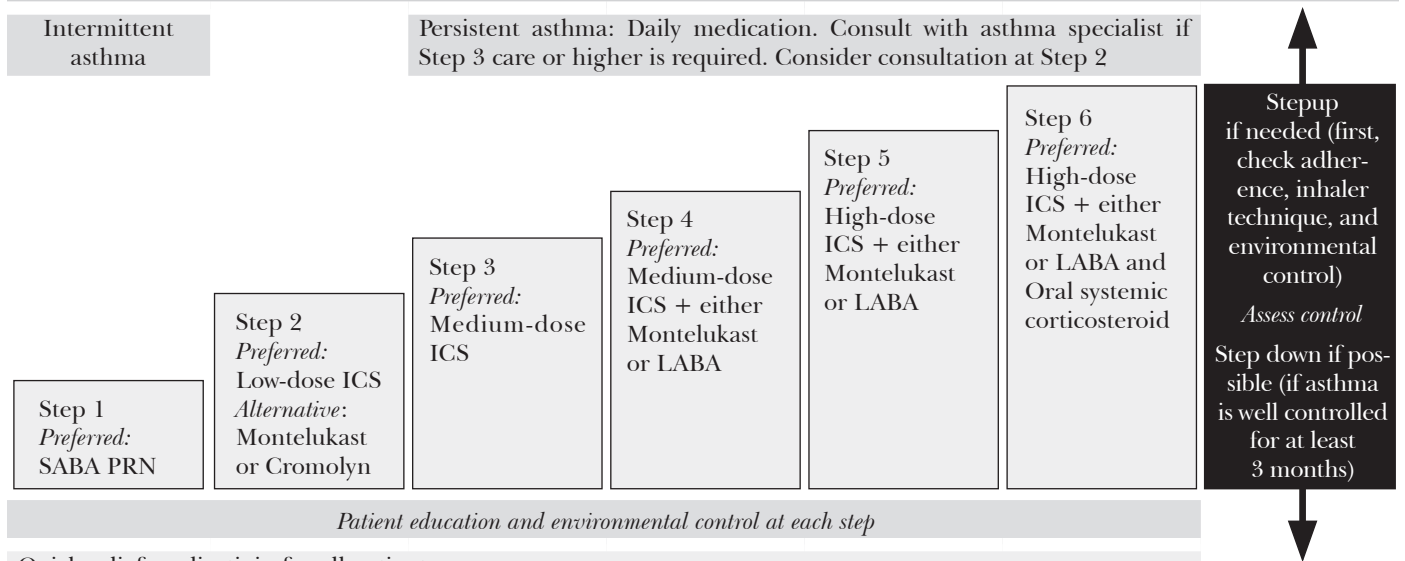 Intermittent
asthma
Persistent asthma: Daily medication. Consult with asthma specialist if
Step 3 care or higher is required. Consider consultation at Step 2
Step 1
Preferred:
SABA PRN
Step 2
Preferred:
Low-dose ICS
Alternative:
Montelukast
or Cromolyn
Step 3
Preferred:
Medium-dose
ICS
Step 4
Preferred:
Medium-dose
ICS + either
Montelukast
or LABA
Step 5
Preferred:
High-dose
ICS + either
Montelukast
or LABA
Step 6
Preferred:
High-dose
ICS + either
Montelukast
or LABA and
Oral systemic
corticosteroid
Stepup
if needed (first,
check adher-
ence, inhaler
technique, and
environmental
control)
Assess control
Step down if pos-
sible (if asthma
is well controlled
for at least
3 months)
Patient education and environmental control at each step